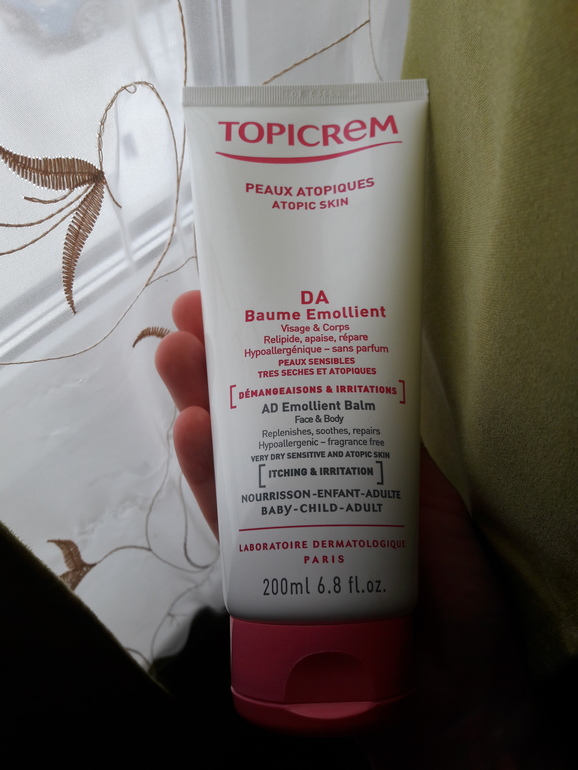 TOPICREM
PEAUX ATOPIQUES
ATOPIC SKIN
DA
Baume Emollient
Visage & Corps
Relipide, apaise, répare
Hypoallergénique – sans parfum
PEAUX SENSIBLES
TRES SECHES ET ATOPIQUES
[DÉMANGEAISONS & IRRITATIONS]
AD Emollient Balm
Face & Body
Replenishes, soothes, repairs
Hypoallergenic – fragrance free
VERY DRY SENSITIVE AND ATOPIC SKIN
[ITCHING & IRRITATION]
NOURRISSON-ENFANT-ADULTE
BABY-CHILD-ADULT
LABORATOIRE DERMATOLOGIQUE
PARIS
200ml 6.8 fl.oz.